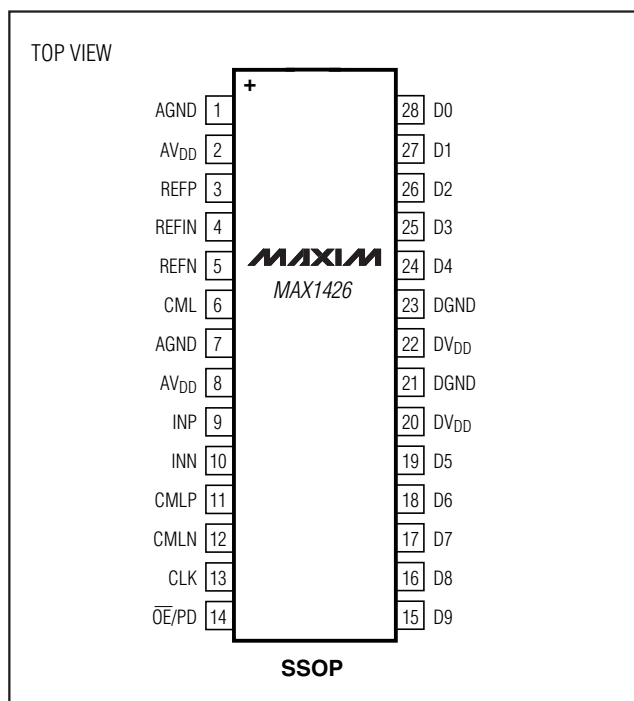 TOP VIEW
+
AGND 1
AVDD 2
REFP 3
REFIN 4
REFN 5
CML 6
AGND 7
AVDD 8
INP 9
INN 10
CMLP 11
CMLN 12
CLK 13
O̅E̅/PD 14
MAXIM
MAX1426
28 D0
27 D1
26 D2
25 D3
24 D4
23 DGND
22 DVDD
21 DGND
20 DVDD
19 D5
18 D6
17 D7
16 D8
15 D9
SSOP